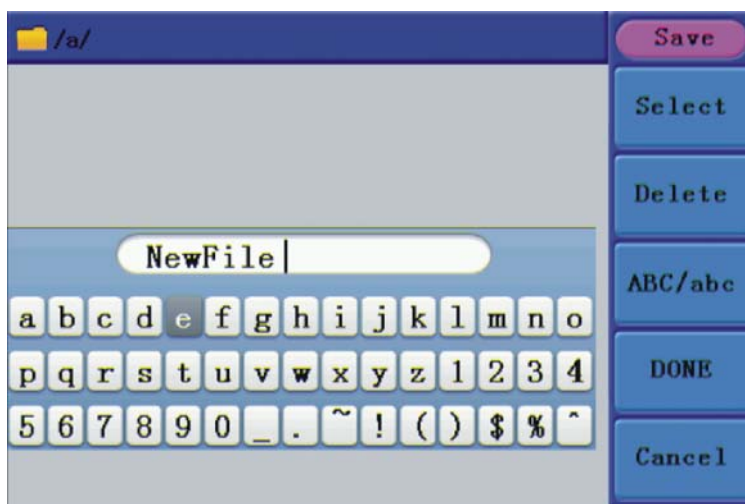 /a/
Save
Select
Delete
ABC/abc
DONE
Cancel
NewFile
a b c d e f g h i j k l m n o
p q r s t u v w x y z 1 2 3 4
5 6 7 8 9 0 _ . ~ ! ( ) $ % ^